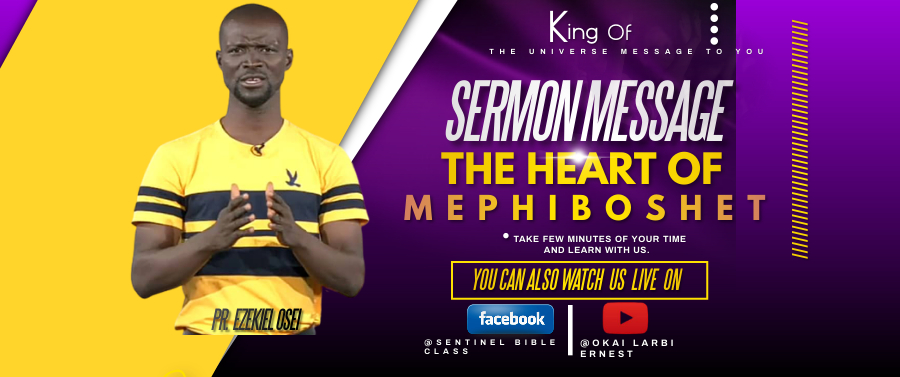 King Of
THE UNIVERSE MESSAGE TO YOU
SERMON MESSAGE
THE HEART OF
MEPHIBOSHET
• TAKE FEW MINUTES OF YOUR TIME
AND LEARN WITH US.
YOU CAN ALSO WATCH US LIVE ON
facebook
@SENTINEL BIBLE
CLASS
@OKAI LARBI
ERNEST
PR. EZEKIEL OSEI